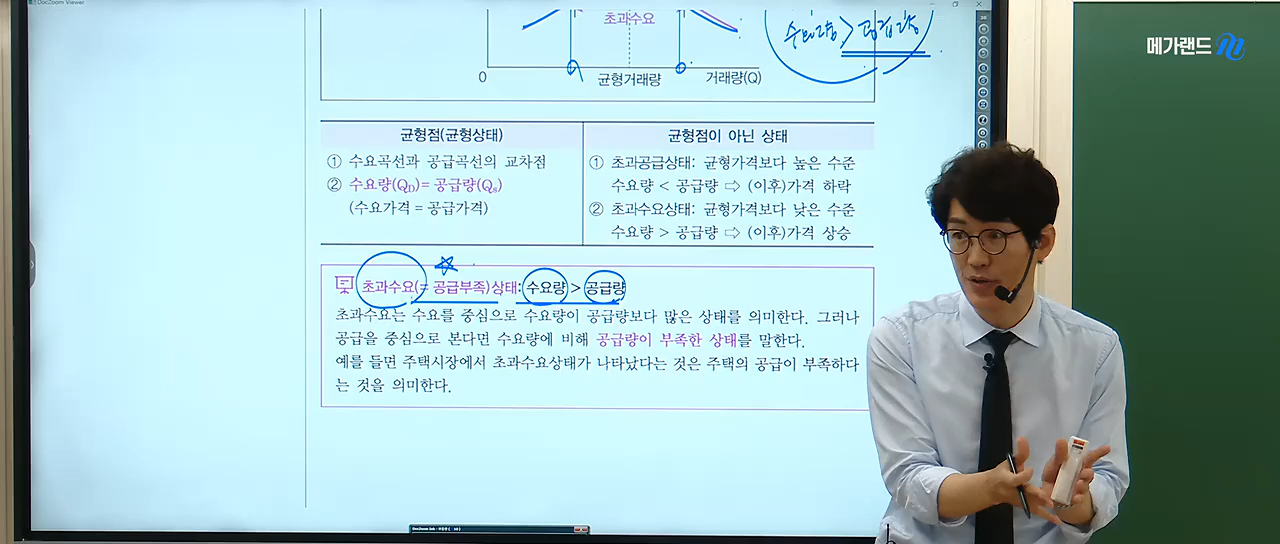 DocZoom Viewer
초과수요
수요량 > 공급량
메가랜드
0
균형거래량
거래량(Q)
균형점(균형상태)
① 수요곡선과 공급곡선의 교차점
② 수요량(QD)= 공급량(Qs)
(수요가격 = 공급가격)
균형점이 아닌 상태
① 초과공급상태: 균형가격보다 높은 수준
수요량 < 공급량 ⇨ (이후)가격 하락
② 초과수요상태: 균형가격보다 낮은 수준
수요량 > 공급량 ⇨ (이후)가격 상승
초과수요(= 공급부족)상태: 수요량 > 공급량
초과수요는 수요를 중심으로 수요량이 공급량보다 많은 상태를 의미한다. 그러나
공급을 중심으로 본다면 수요량에 비해 공급량이 부족한 상태를 말한다.
예를 들면 주택시장에서 초과수요상태가 나타났다는 것은 주택의 공급이 부족하다
는 것을 의미한다.